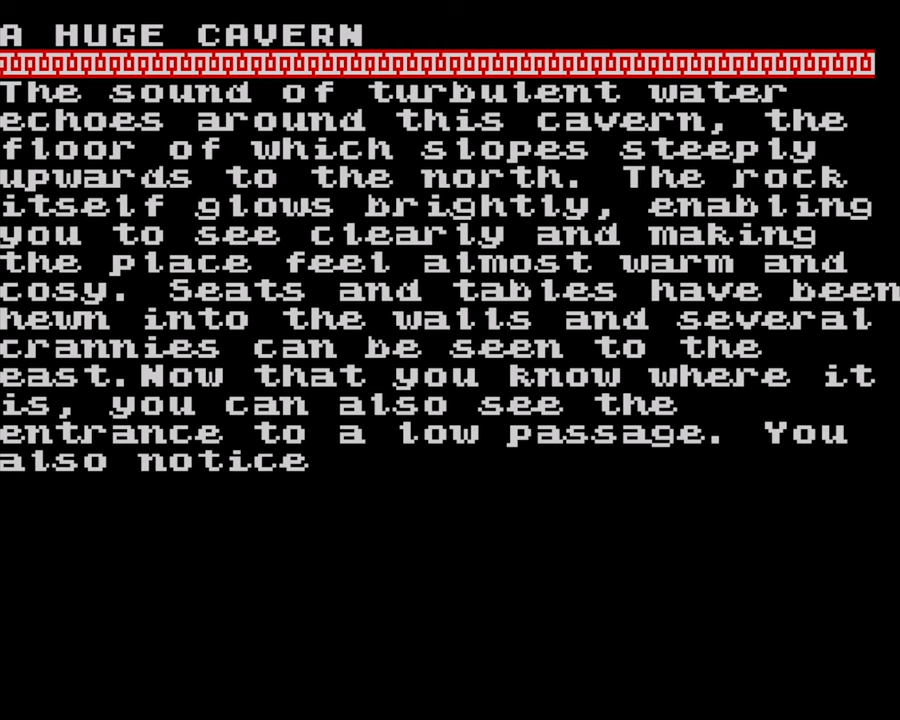 A HUGE CAVERN
The sound of turbulent water
echoes around this cavern, the
floor of which slopes steeply
upwards to the north. The rock
itself glows brightly, enabling
you to see clearly and making
the place feel almost warm and
cosy. Seats and tables have been
hewn into the walls and several
crannies can be seen to the
east.Now that you know where it
is, you can also see the
entrance to a low passage. You
also notice